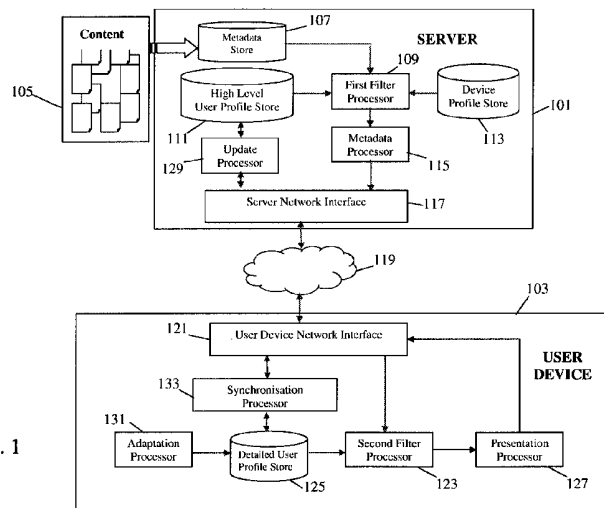 Content
105
Metadata
Store
107
SERVER
109
High Level
User Profile Store
111
First Filter
Processor
Device
Profile Store
113
101
Update
Processor
129
Metadata
Processor
115
Server Network Interface
117
119
103
121
User Device Network Interface
USER
DEVICE
133
Synchronisation
Processor
131
Adaptation
Processor
Detailed User
Profile Store
125
Second Filter
Processor
123
Presentation
Processor
127
. 1